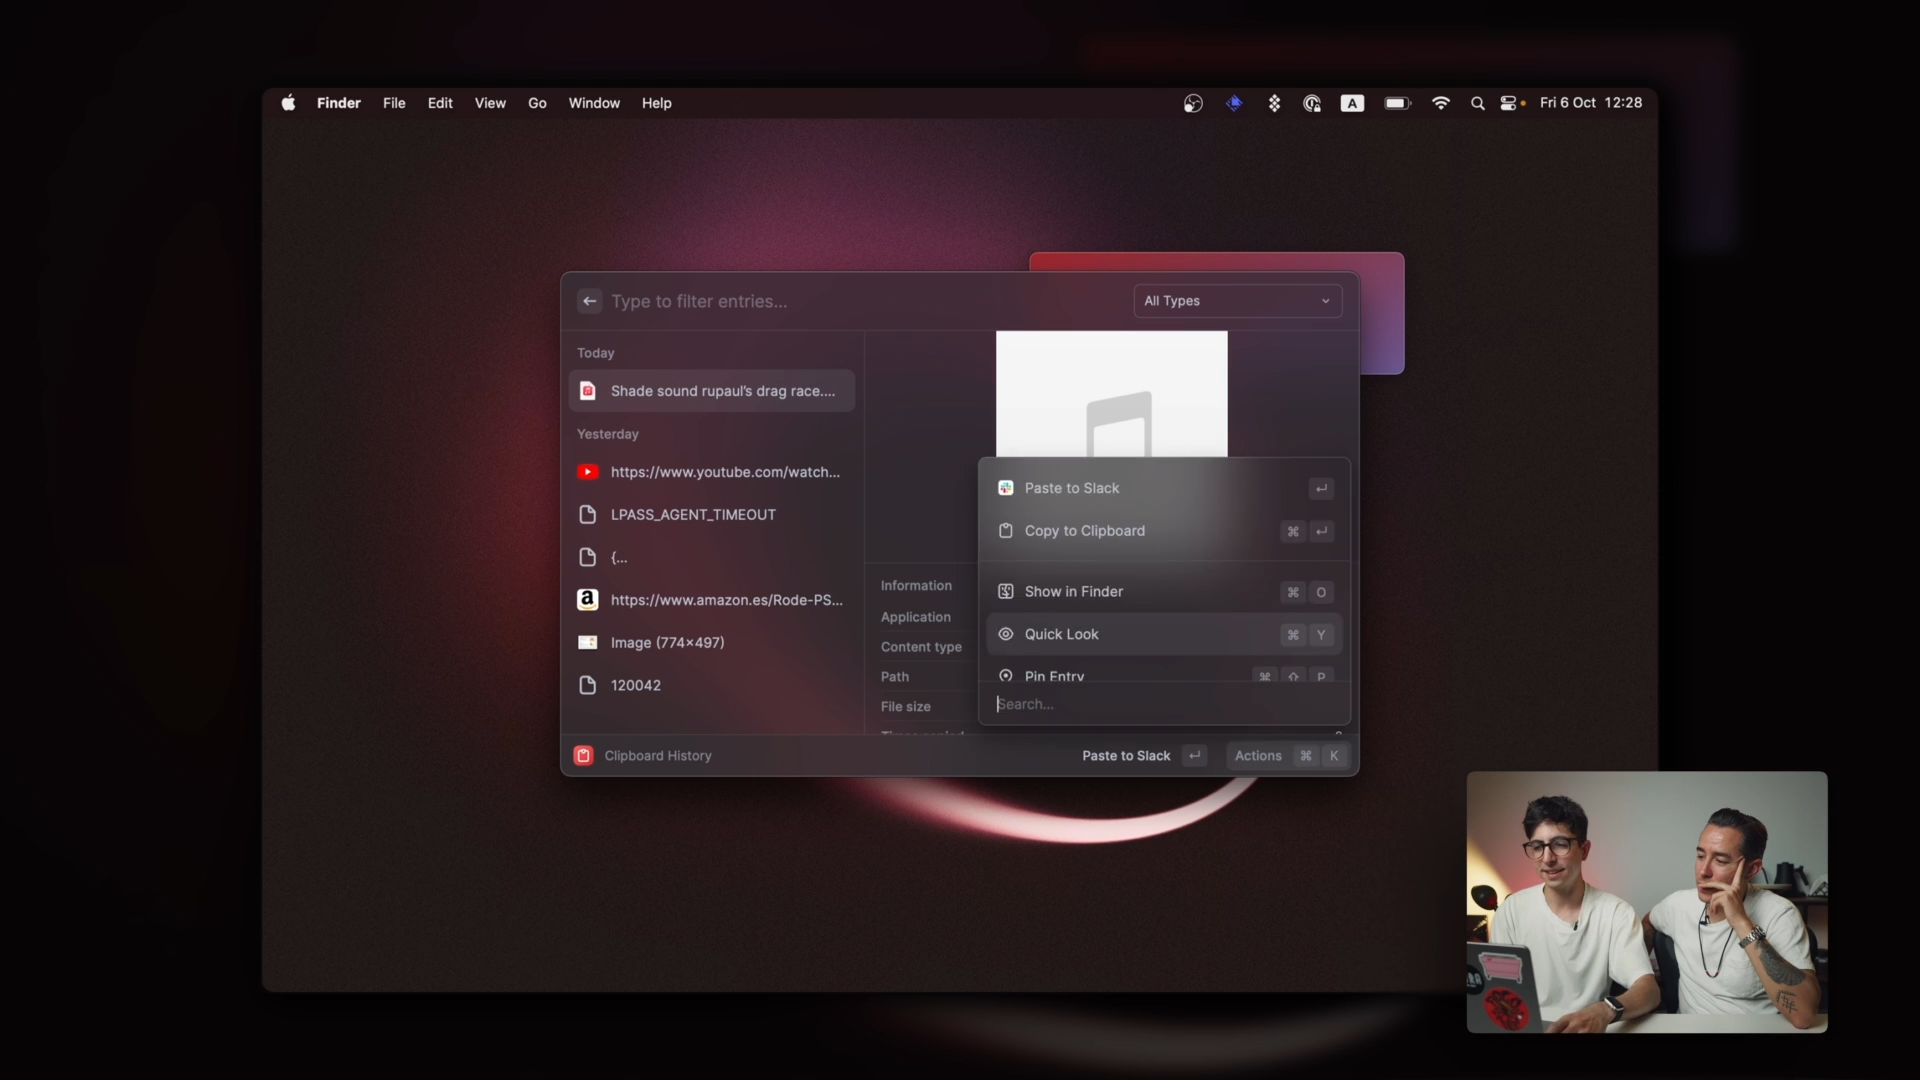 Finder File Edit View Go Window Help A Fri 6 Oct 12:28
Type to filter entries... All Types
Today
Shade sound rupaul's drag race....
Yesterday
https://www.youtube.com/watch...
LPASS_AGENT_TIMEOUT
{...
a https://www.amazon.es/Rode-PS...
Image (774×497)
120042
Information
Application
Content type
Path
File size
Paste to Slack ↵
Copy to Clipboard ⌘ ↵
Show in Finder ⌘ O
Quick Look ⌘ Y
Pin Entry ⌘ ⇧ P
Search...
Clipboard History Paste to Slack ↵ Actions ⌘ K